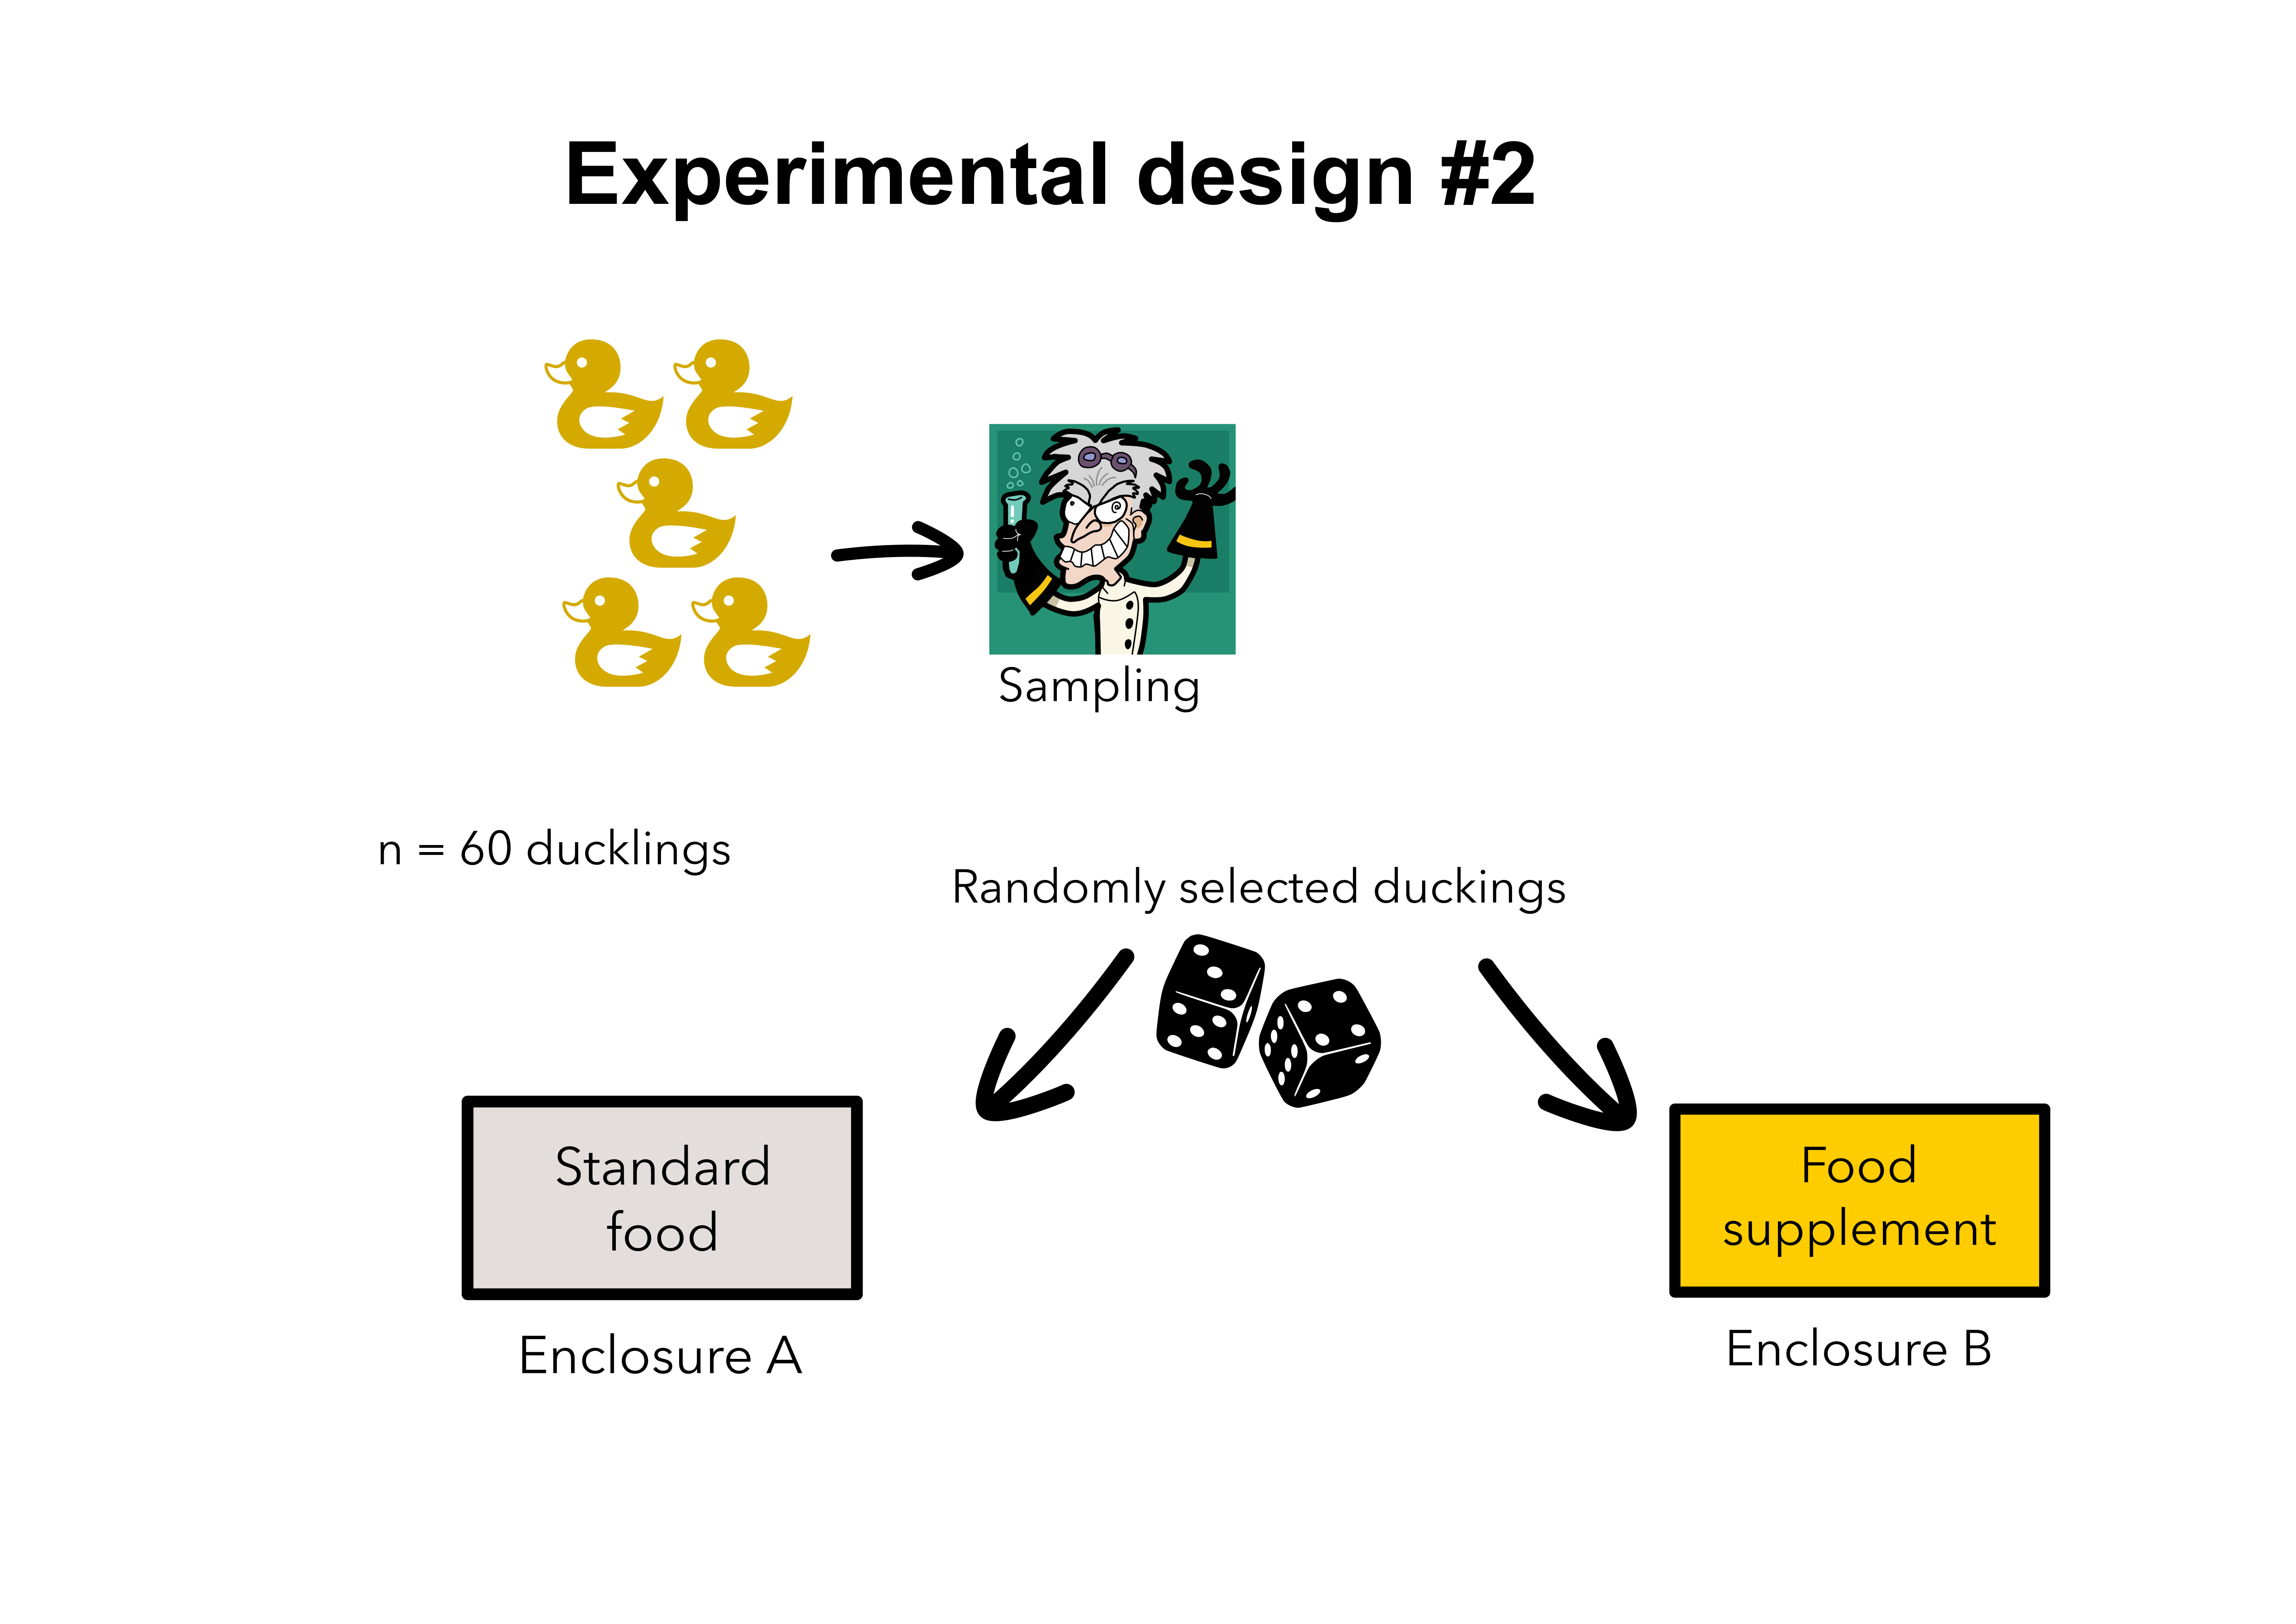 Experimental design #2
Sampling
n = 60 ducklings
Randomly selected duckings
Standard
food
Food
supplement
Enclosure A
Enclosure B